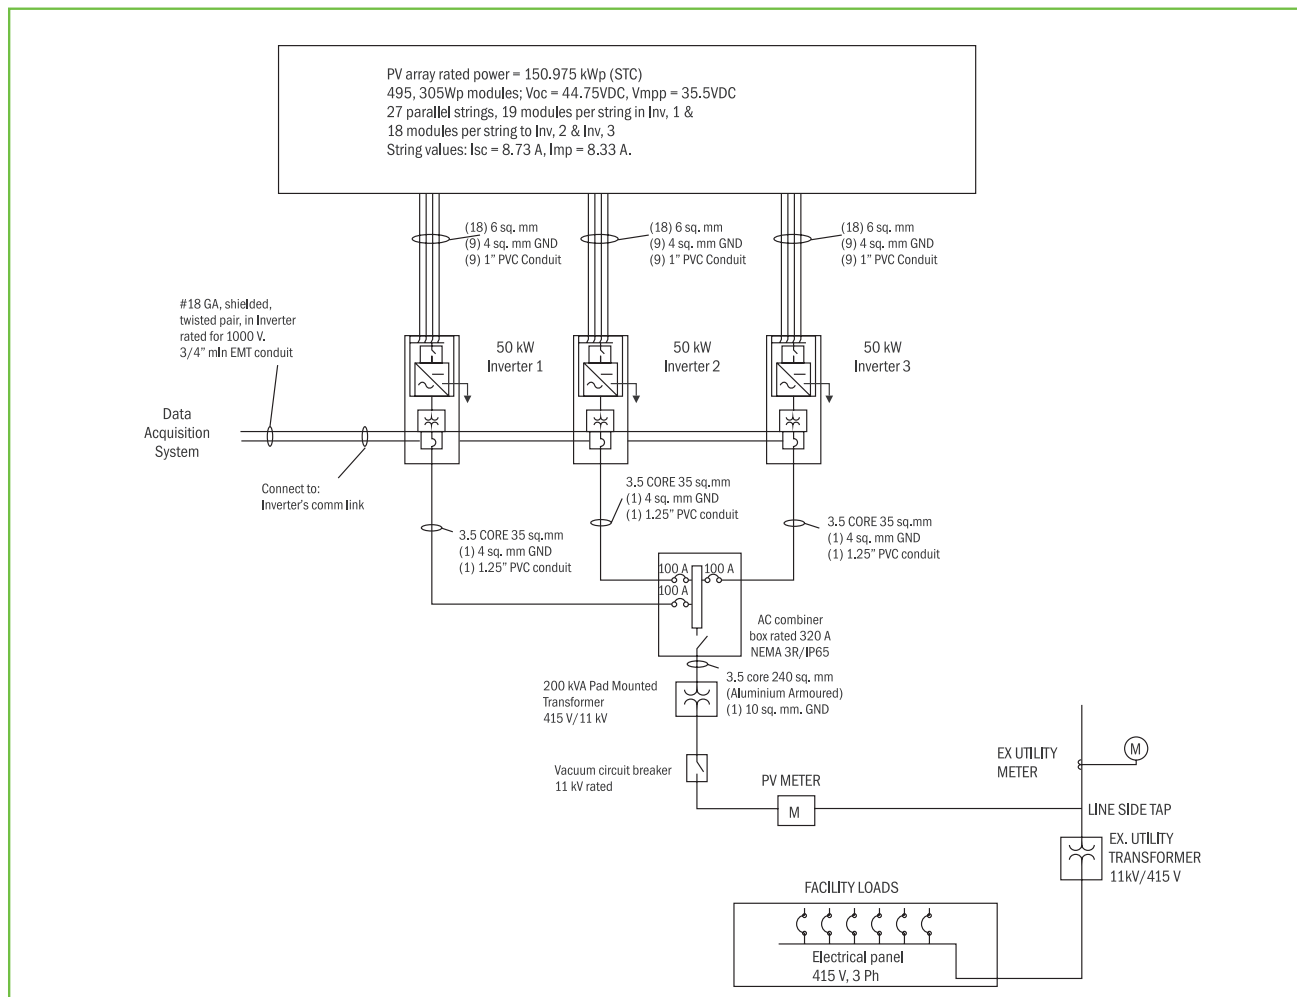 PV array rated power = 150.975 kWp (STC)
495, 305Wp modules; Voc = 44.75VDC, Vmpp = 35.5VDC
27 parallel strings, 19 modules per string in Inv, 1 &
18 modules per string to Inv, 2 & Inv, 3
String values: Isc = 8.73 A, Imp = 8.33 A.
(18) 6 sq. mm
(9) 4 sq. mm GND
(9) 1” PVC Conduit
(18) 6 sq. mm
(9) 4 sq. mm GND
(9) 1” PVC Conduit
(18) 6 sq. mm
(9) 4 sq. mm GND
(9) 1” PVC Conduit
#18 GA, shielded,
twisted pair, in Inverter
rated for 1000 V.
3/4” mln EMT conduit
50 kW
Inverter 1
50 kW
Inverter 2
50 kW
Inverter 3
Data
Acquisition
System
Connect to:
Inverter’s comm link
3.5 CORE 35 sq.mm
(1) 4 sq. mm GND
(1) 1.25” PVC conduit
3.5 CORE 35 sq.mm
(1) 4 sq. mm GND
(1) 1.25” PVC conduit
3.5 CORE 35 sq.mm
(1) 4 sq. mm GND
(1) 1.25” PVC conduit
100 A
100 A
100 A
AC combiner
box rated 320 A
NEMA 3R/IP65
3.5 core 240 sq. mm
(Aluminium Armoured)
(1) 10 sq. mm. GND
200 kVA Pad Mounted
Transformer
415 V/11 kV
Vacuum circuit breaker
11 kV rated
PV METER
M
EX UTILITY
METER
M
LINE SIDE TAP
EX. UTILITY
TRANSFORMER
11kV/415 V
FACILITY LOADS
Electrical panel
415 V, 3 Ph